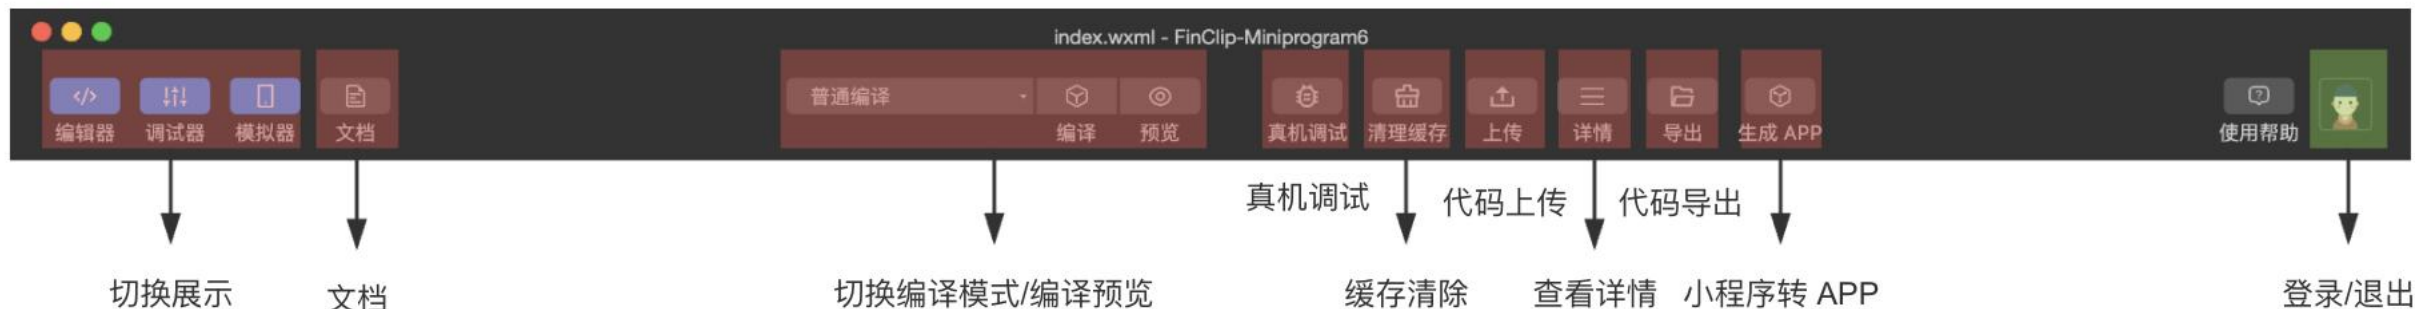 index.wxml - FinClip-Miniprogram6
普通编译
编辑器 调试器 模拟器 文档 编译 预览 真机调试 清理缓存 上传 详情 导出 生成 APP 使用帮助
真机调试 代码上传 代码导出
切换展示 文档 切换编译模式/编译预览 缓存清除 查看详情 小程序转 APP 登录/退出